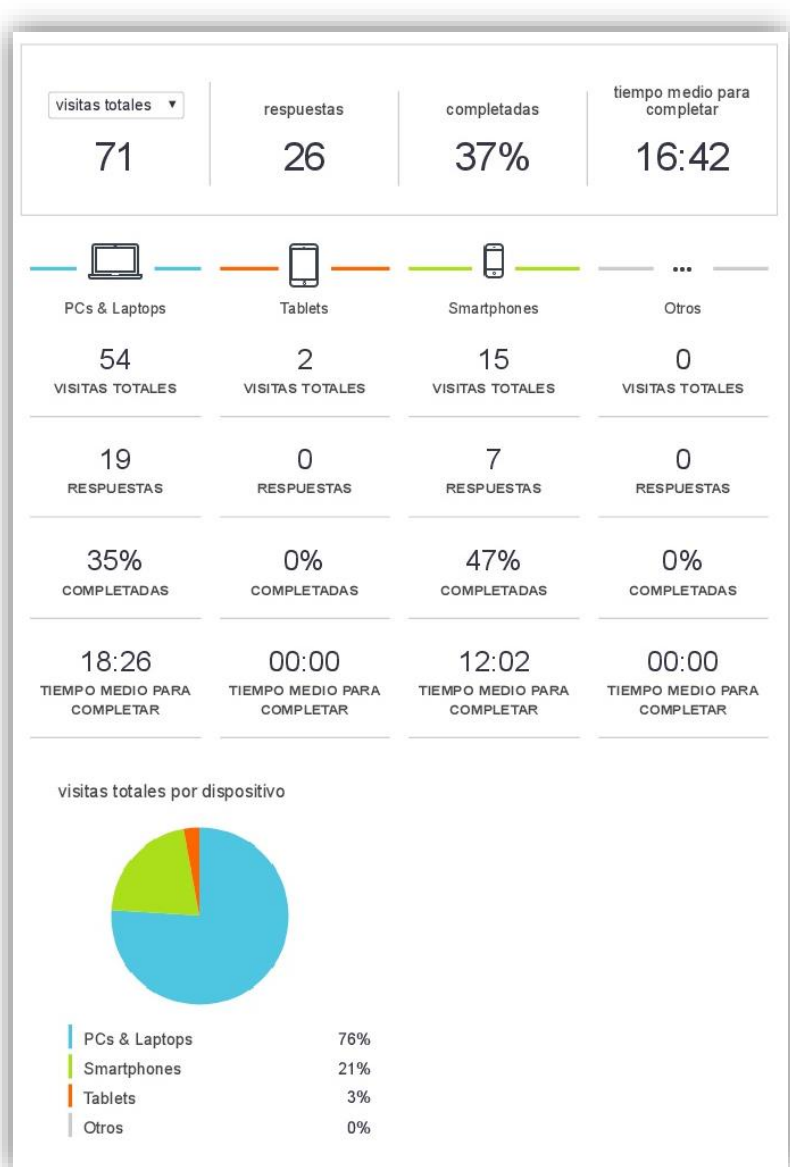 visitas totales ▼
71
respuestas
26
completadas
37%
tiempo medio para
completar
16:42
PCs & Laptops
Tablets
Smartphones
Otros
54
VISITAS TOTALES
2
VISITAS TOTALES
15
VISITAS TOTALES
0
VISITAS TOTALES
19
RESPUESTAS
0
RESPUESTAS
7
RESPUESTAS
0
RESPUESTAS
35%
COMPLETADAS
0%
COMPLETADAS
47%
COMPLETADAS
0%
COMPLETADAS
18:26
TIEMPO MEDIO PARA
COMPLETAR
00:00
TIEMPO MEDIO PARA
COMPLETAR
12:02
TIEMPO MEDIO PARA
COMPLETAR
00:00
TIEMPO MEDIO PARA
COMPLETAR
visitas totales por dispositivo
PCs & Laptops 76%
Smartphones 21%
Tablets 3%
Otros 0%